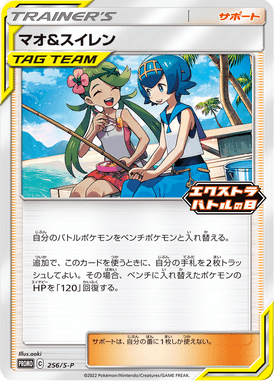 TRAINER'S
サポート
マオ&スイレン
TAG TEAM
エクストラ
バトルの日
自分のバトルポケモンをベンチポケモンと入れ替える。
追加で、このカードを使うときに、自分の手札を2枚トラッ
シュしてよい。その場合、ベンチに入れ替えたポケモンの
HPを「120」回復する。
Illus.saki
サポートは、自分の番に1枚しか使えない。
PROMO C 256/S-P
©2022 Pokémon/Nintendo/Creatures/GAME FREAK.